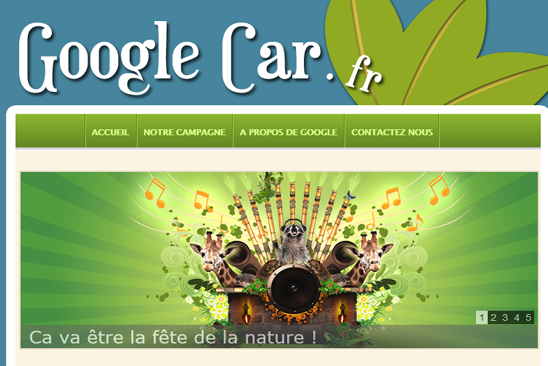 Google Car.fr
ACCUEIL NOTRE CAMPAGNE A PROPOS DE GOOGLE CONTACTEZ NOUS
1 2 3 4 5
Ca va être la fête de la nature !